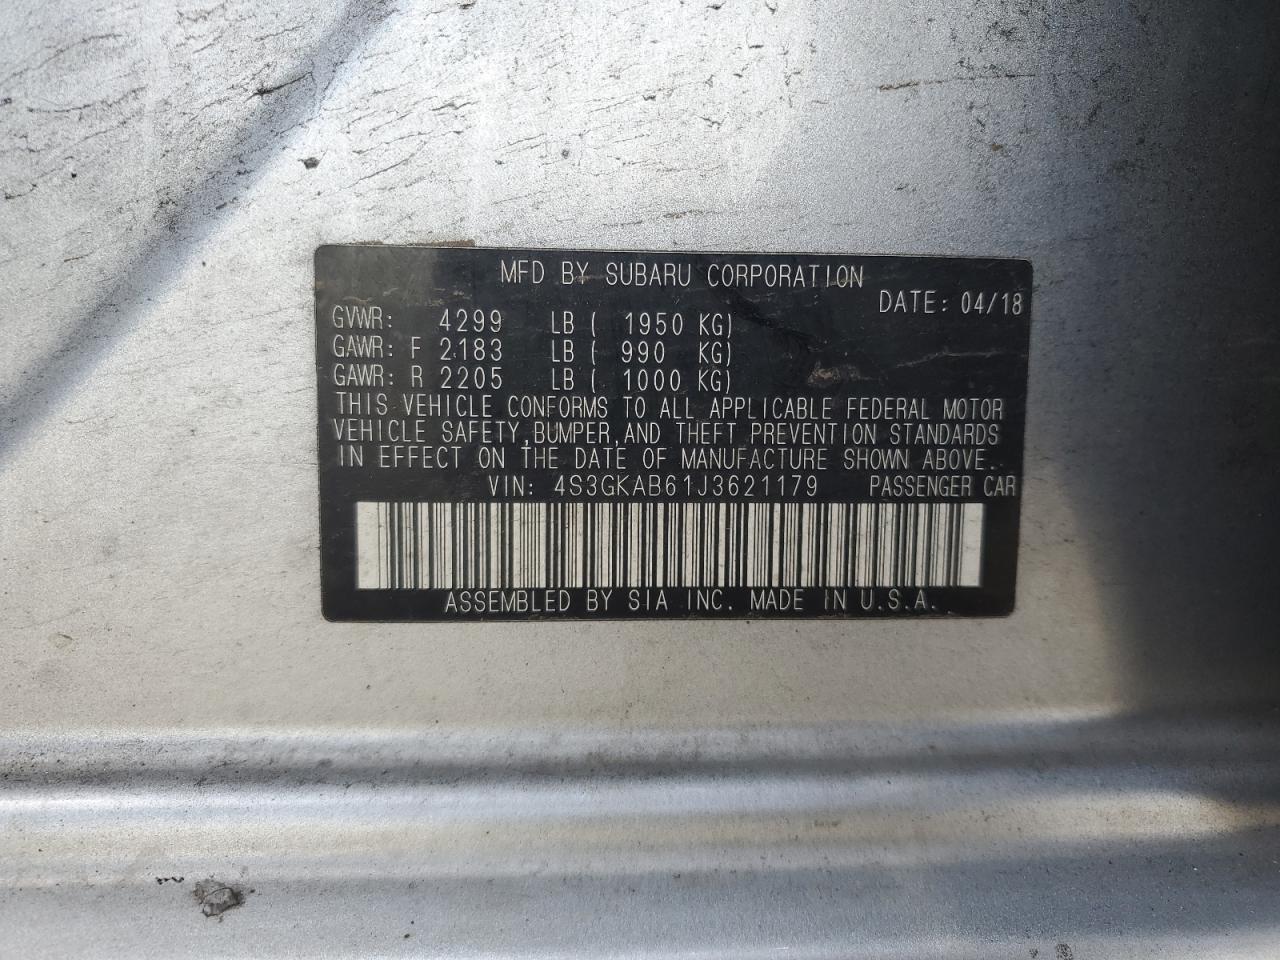 MFD BY SUBARU CORPORATION
DATE: 04/18
GVWR: 4299 LB ( 1950 KG)
GAWR: F 2183 LB ( 990 KG)
GAWR: R 2205 LB ( 1000 KG)
THIS VEHICLE CONFORMS TO ALL APPLICABLE FEDERAL MOTOR
VEHICLE SAFETY, BUMPER, AND THEFT PREVENTION STANDARDS
IN EFFECT ON THE DATE OF MANUFACTURE SHOWN ABOVE.
VIN: 4S3GKAB61J3621179 PASSENGER CAR
ASSEMBLED BY SIA INC. MADE IN U.S.A.